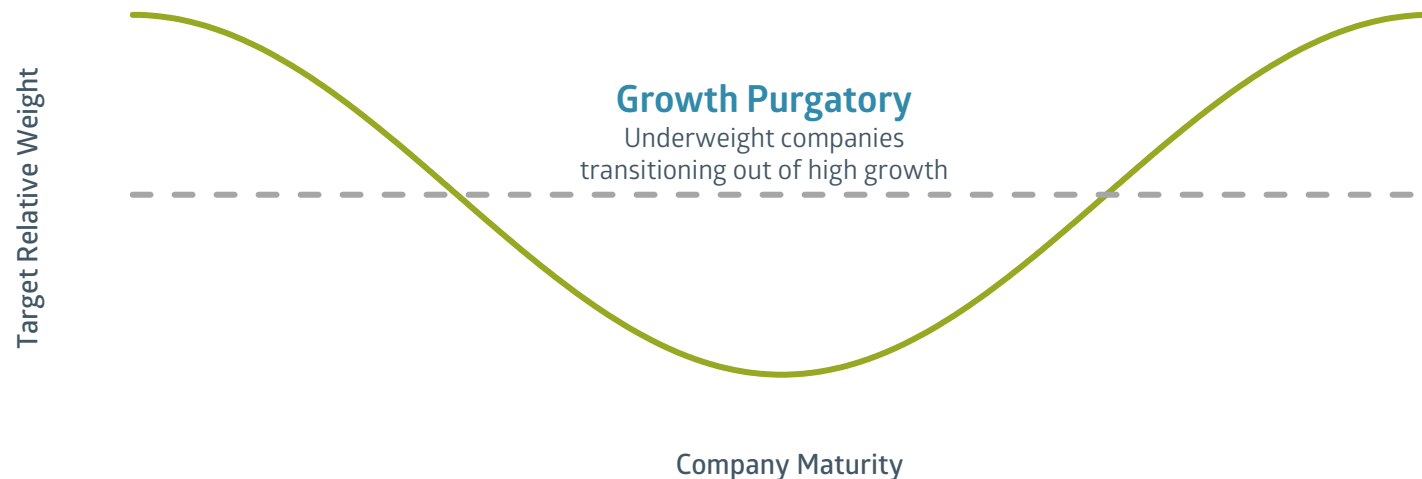 Target Relative Weight
Growth Purgatory
Underweight companies
transitioning out of high growth
Company Maturity